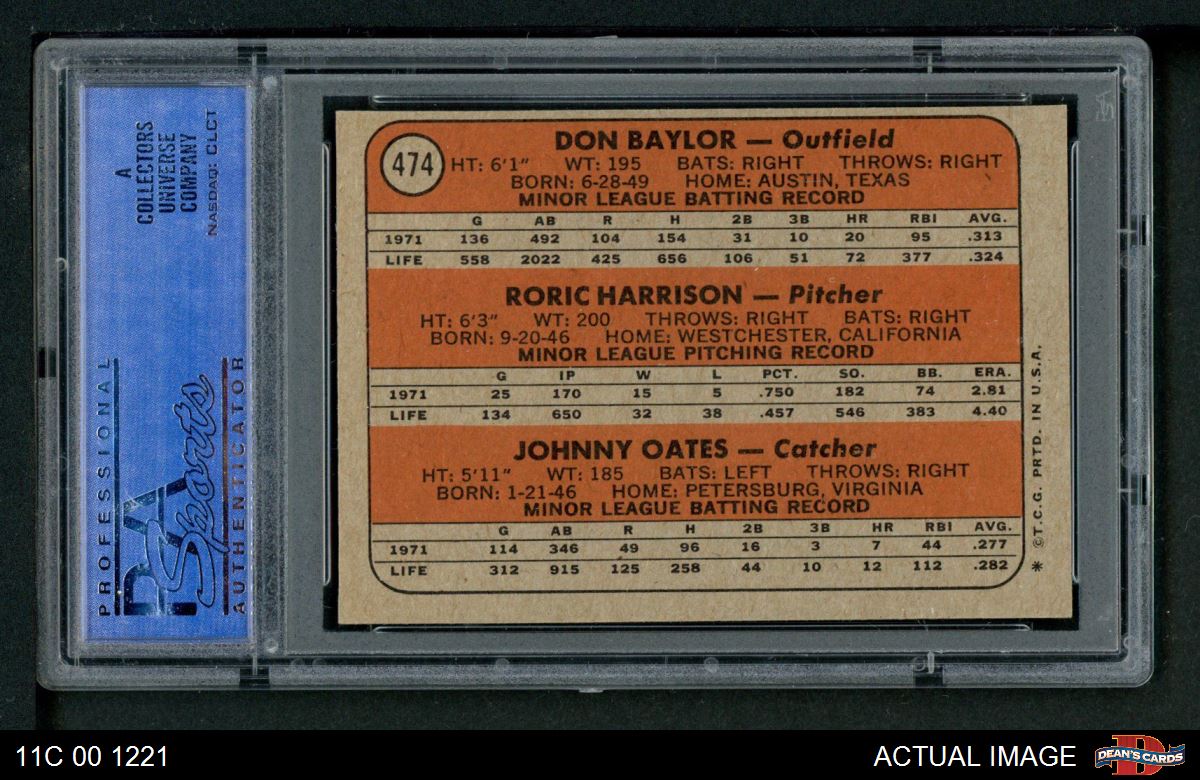 A
COLLECTORS
UNIVERSE
COMPANY
NASDAQ: CLCT
PROFESSIONAL
PSA
Sports
AUTHENTICATOR
474
DON BAYLOR — Outfield
HT: 6'1" WT: 195 BATS: RIGHT THROWS: RIGHT
BORN: 6-28-49 HOME: AUSTIN, TEXAS
MINOR LEAGUE BATTING RECORD
G AB R H 2B 3B HR RBI AVG.
1971 136 492 104 154 31 10 20 95 .313
LIFE 558 2022 425 656 106 51 72 377 .324
RORIC HARRISON — Pitcher
HT: 6'3" WT: 200 THROWS: RIGHT BATS: RIGHT
BORN: 9-20-46 HOME: WESTCHESTER, CALIFORNIA
MINOR LEAGUE PITCHING RECORD
G IP W L PCT. SO. BB. ERA.
1971 25 170 15 5 .750 182 74 2.81
LIFE 134 650 32 38 .457 546 383 4.40
JOHNNY OATES — Catcher
HT: 5'11" WT: 185 BATS: LEFT THROWS: RIGHT
BORN: 1-21-46 HOME: PETERSBURG, VIRGINIA
MINOR LEAGUE BATTING RECORD
G AB R H 2B 3B HR RBI AVG.
1971 114 346 49 96 16 3 7 44 .277
LIFE 312 915 125 258 44 10 12 112 .282
* ©T.C.G. PRTD. IN U.S.A.
11C 00 1221
ACTUAL IMAGE
D
DEAN'S CARDS